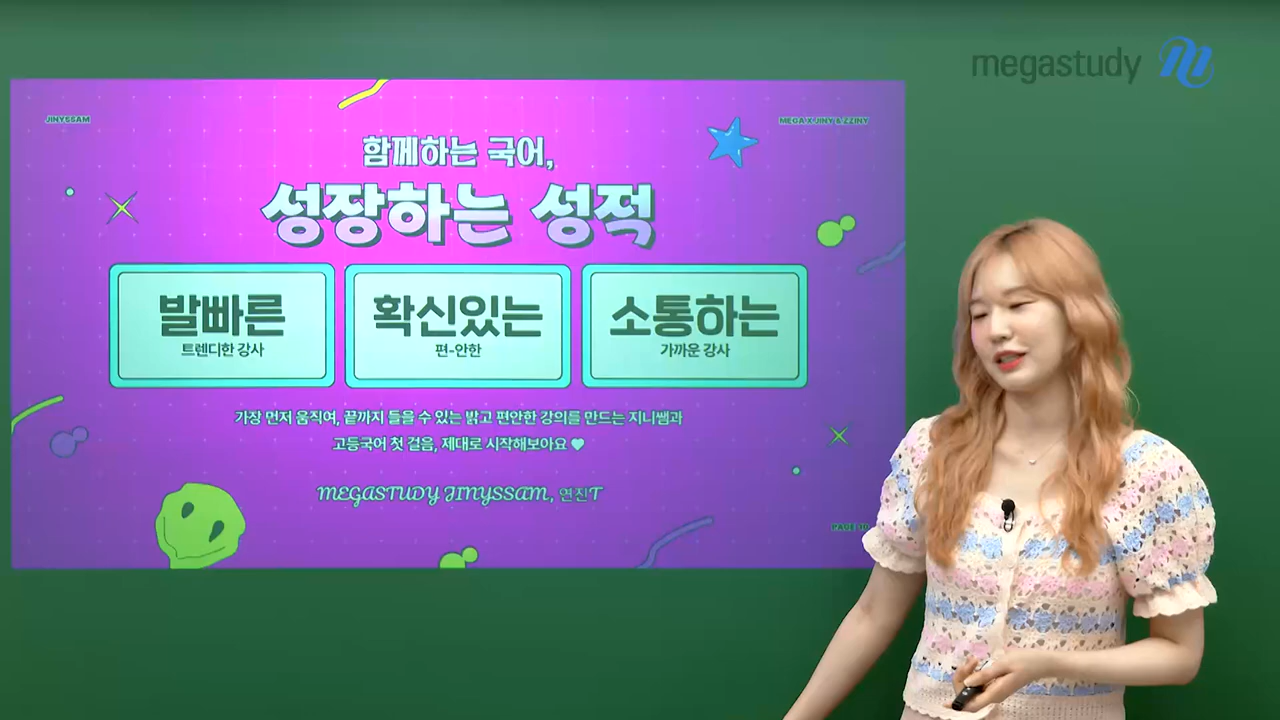 megastudy
JINYSSAM
MEGA X JINY & ZZINY
함께하는 국어,
성장하는 성적
발빠른
트렌디한 강사
확신있는
편-안한
소통하는
가까운 강사
가장 먼저 움직여, 끝까지 들을 수 있는 밝고 편안한 강의를 만드는 지니쌤과
고등국어 첫 걸음, 제대로 시작해보아요 ♥
MEGASTUDY JINYSSAM, 연진T
PAGE